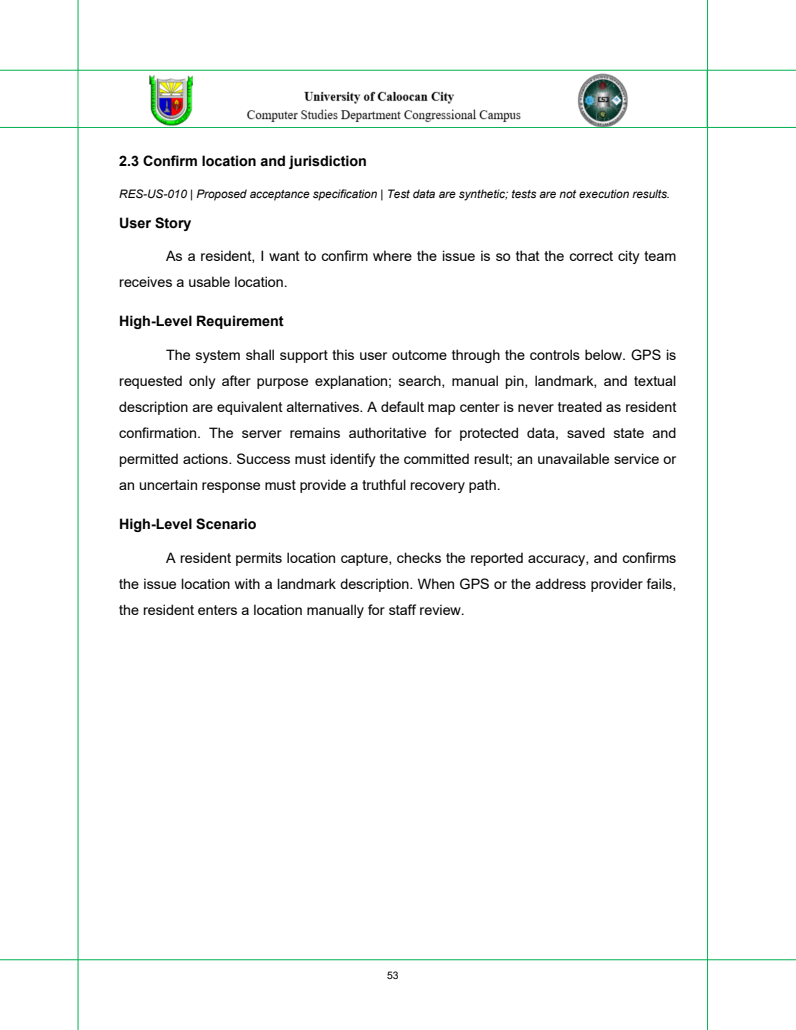 University of Caloocan City
Computer Studies Department Congressional Campus
2.3 Confirm location and jurisdiction
RES-US-010 | Proposed acceptance specification | Test data are synthetic; tests are not execution results.
User Story
As a resident, I want to confirm where the issue is so that the correct city team
receives a usable location.
High-Level Requirement
The system shall support this user outcome through the controls below. GPS is
requested only after purpose explanation; search, manual pin, landmark, and textual
description are equivalent alternatives. A default map center is never treated as resident
confirmation. The server remains authoritative for protected data, saved state and
permitted actions. Success must identify the committed result; an unavailable service or
an uncertain response must provide a truthful recovery path.
High-Level Scenario
A resident permits location capture, checks the reported accuracy, and confirms
the issue location with a landmark description. When GPS or the address provider fails,
the resident enters a location manually for staff review.
53